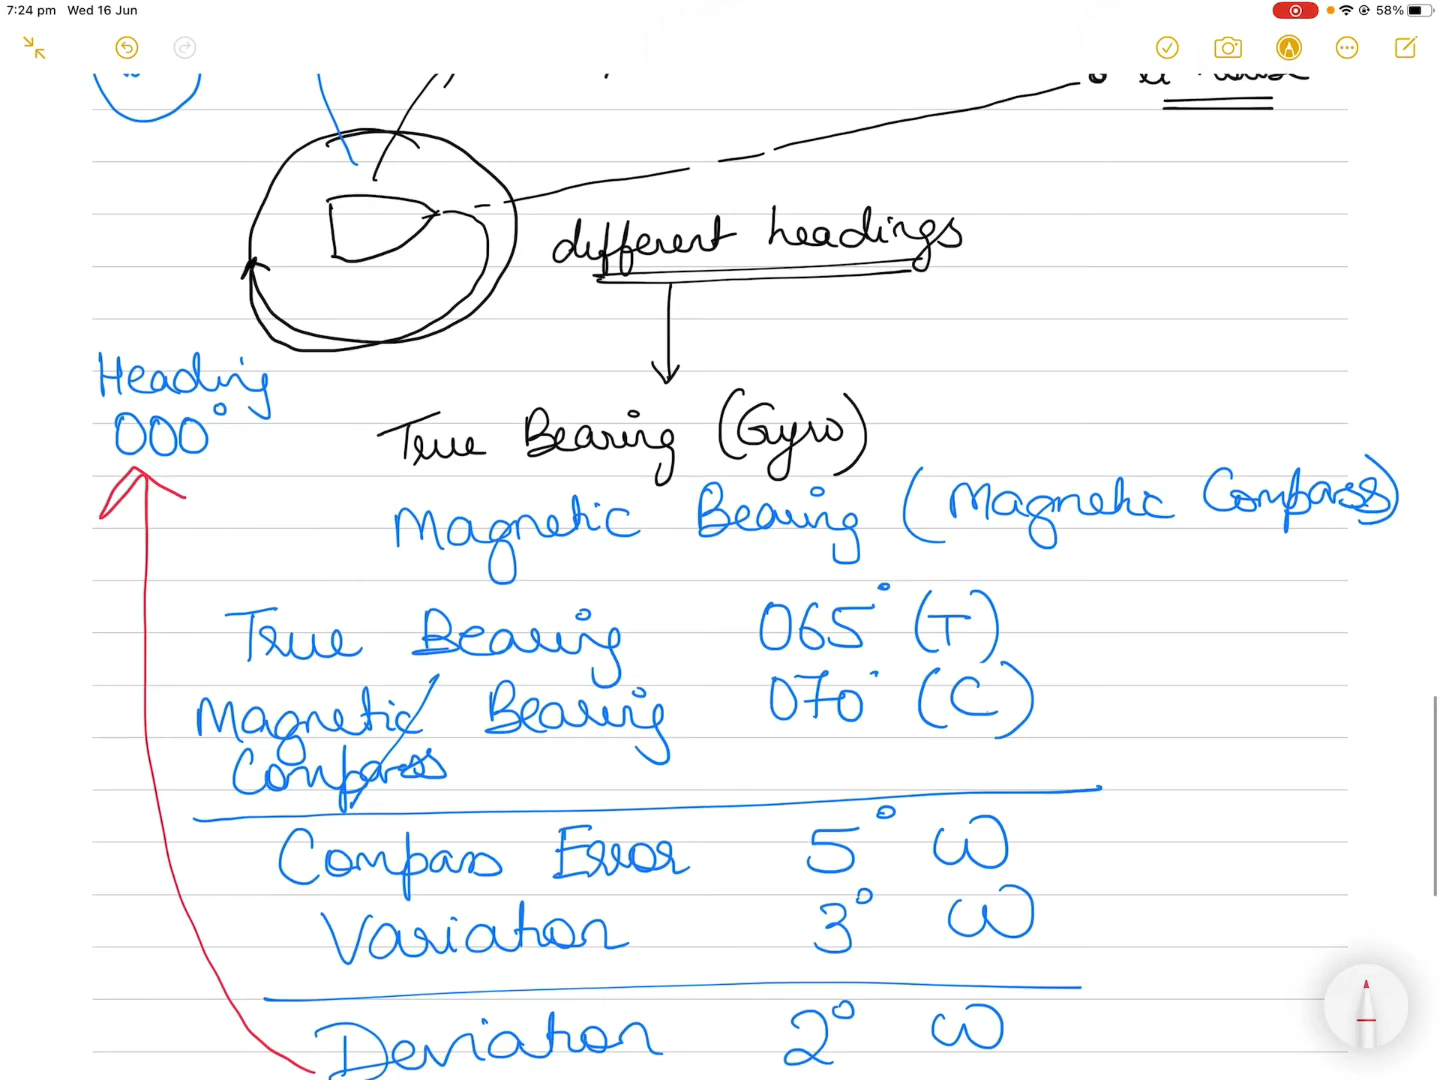 7:24 pm Wed 16 Jun
58%
different headings
Heading
000°
True Bearing (Gyro)
Magnetic Bearing (Magnetic Compass)
True Bearing 065° (T)
Magnetic Bearing 070° (C)
Compass
Compass Error 5° W
Variation 3° W
Deviation 2° W